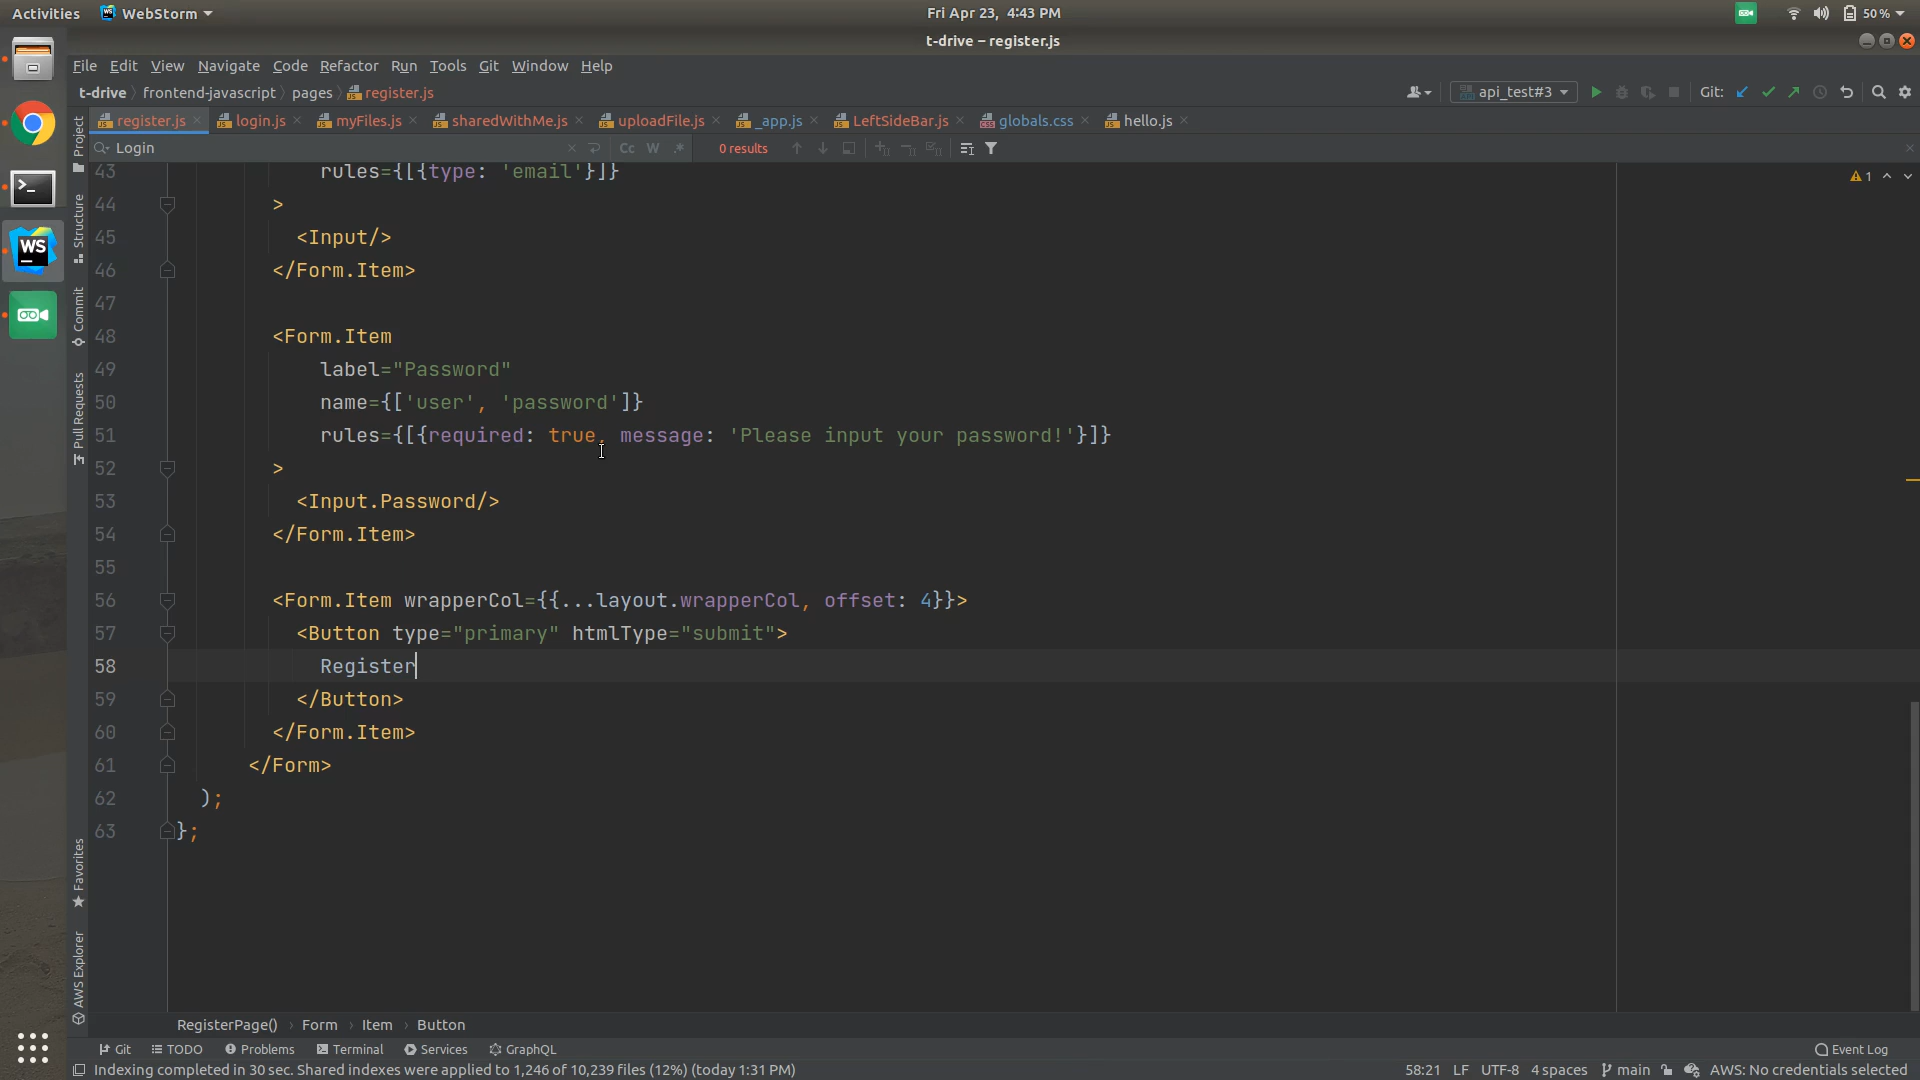 Activities WebStorm Fri Apr 23, 4:43 PM 50%
t-drive – register.js
File Edit View Navigate Code Refactor Run Tools Git Window Help
t-drive frontend-javascript pages register.js api_test#3 Git:
register.js login.js myFiles.js sharedWithMe.js uploadFile.js _app.js LeftSideBar.js globals.css hello.js
Login Cc W .* 0 results
Project
Structure
Commit
Pull Requests
Favorites
AWS Explorer
43 rules={[{type: 'email'}]}
1
44 >
45 <Input/>
46 </Form.Item>
47
48 <Form.Item
49 label="Password"
50 name={['user', 'password']}
51 rules={[{required: true, message: 'Please input your password!'}]}
52 >
53 <Input.Password/>
54 </Form.Item>
55
56 <Form.Item wrapperCol={{...layout.wrapperCol, offset: 4}}>
57 <Button type="primary" htmlType="submit">
58 Register
59 </Button>
60 </Form.Item>
61 </Form>
62 );
63 };
RegisterPage() Form Item Button
Git TODO Problems Terminal Services GraphQL Event Log
Indexing completed in 30 sec. Shared indexes were applied to 1,246 of 10,239 files (12%) (today 1:31 PM) 58:21 LF UTF-8 4 spaces main AWS: No credentials selected
WS